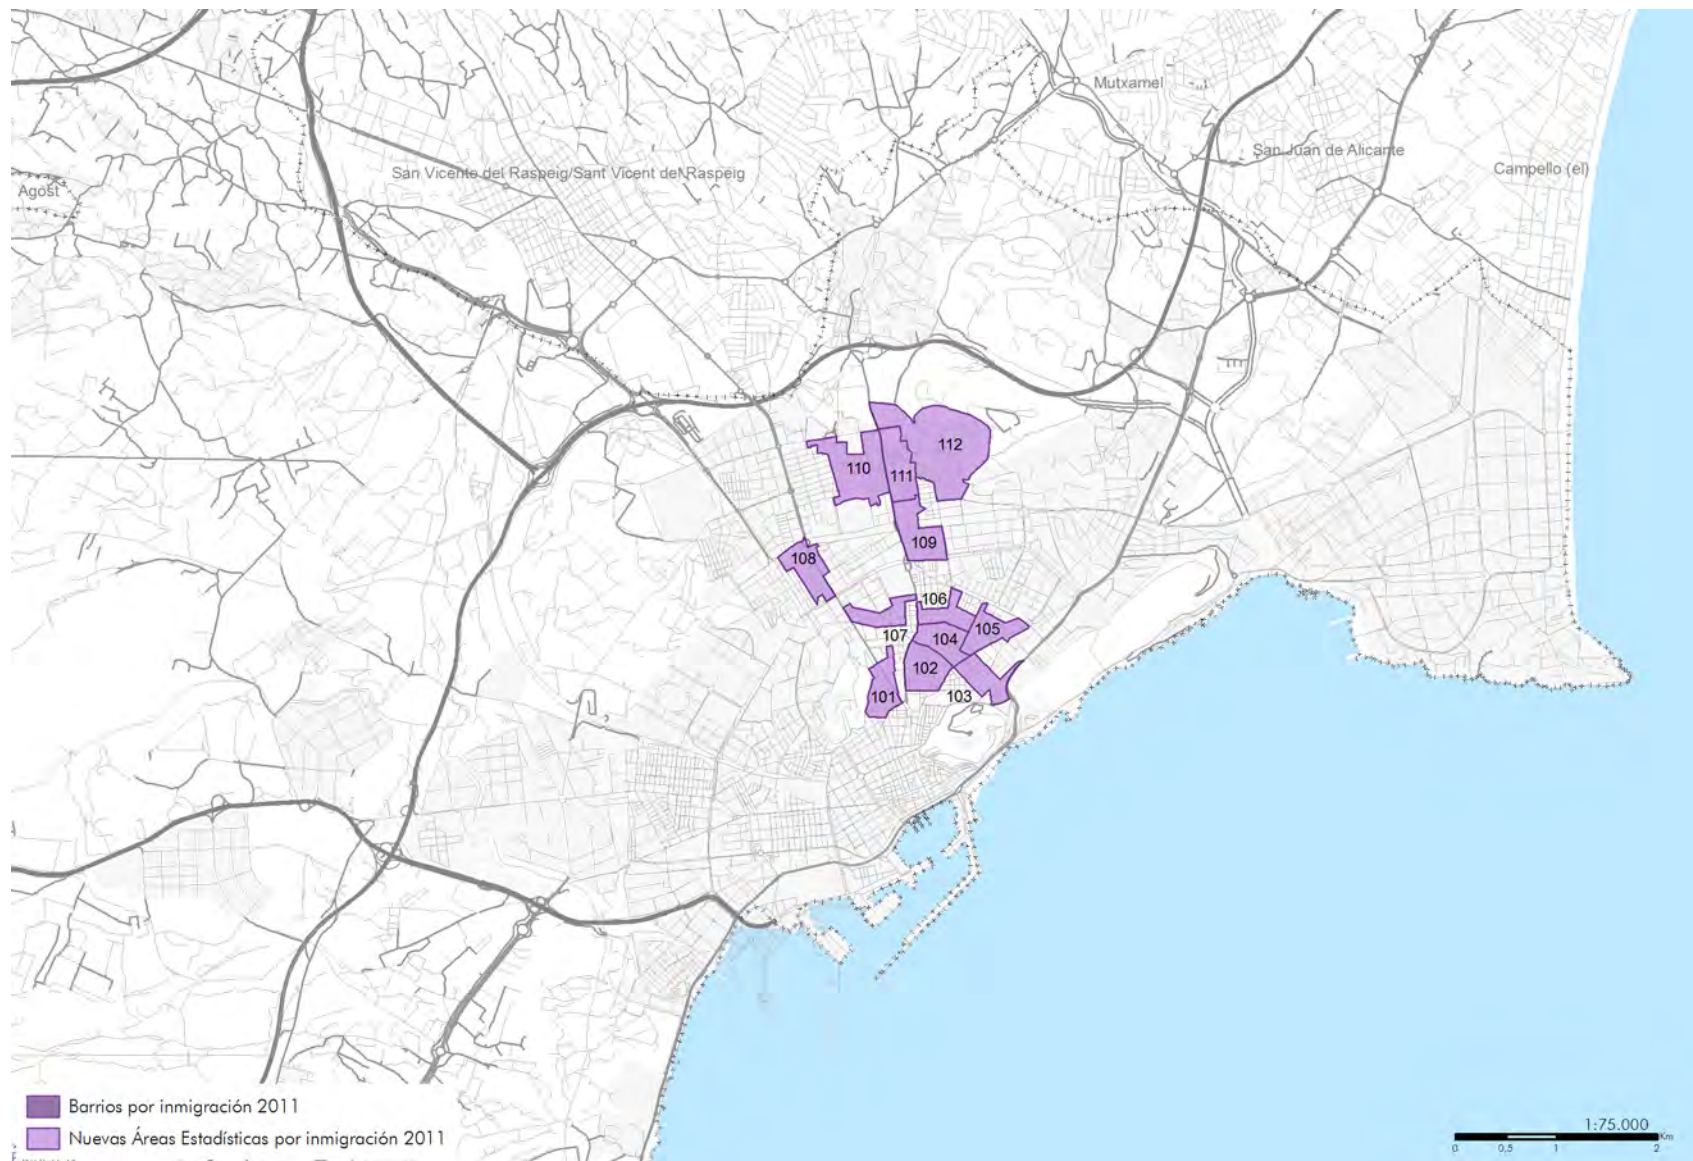 Mutxamel
San Juan de Alicante
San Vicente del Raspeig/Sant Vicent del Raspeig
Campello (el)
Agost
112
110
111
109
108
106
105
107
104
102
101
103
Barrios por inmigración 2011
Nuevas Áreas Estadísticas por inmigración 2011
1:75.000
Km
0 0,5 1 2